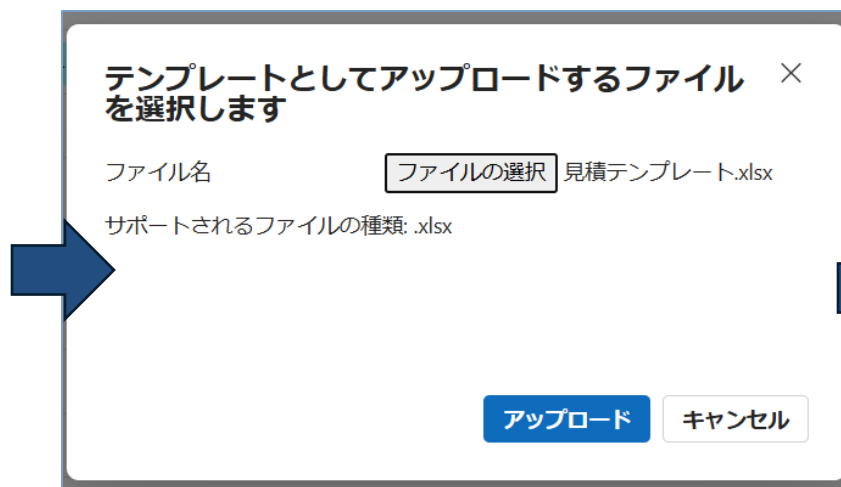 テンプレートとしてアップロードするファイル
を選択します
ファイル名 ファイルの選択 見積テンプレート.xlsx
サポートされるファイルの種類: .xlsx
アップロード キャンセル